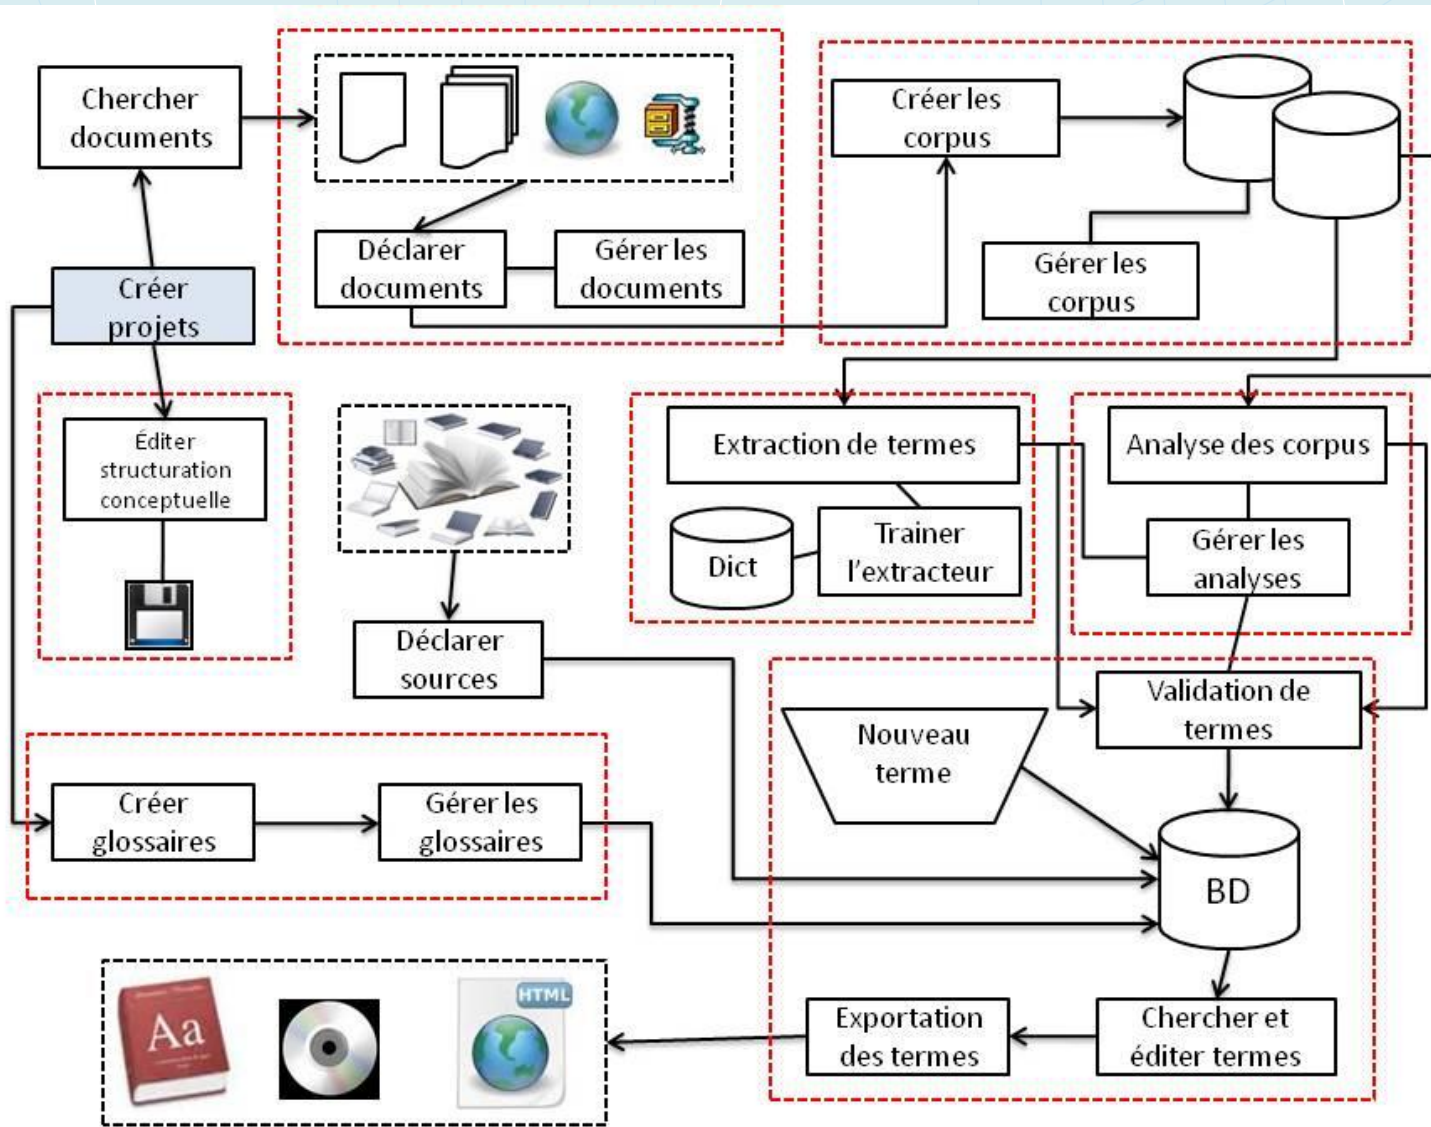 Chercher
documents
Créer les
corpus
Déclarer
documents
Gérer les
documents
Gérer les
corpus
Créer
projets
Éditer
structuration
conceptuelle
Extraction de termes
Analyse des corpus
Dict
Trainer
l'extracteur
Gérer les
analyses
Déclarer
sources
Validation de
termes
Nouveau
terme
Créer
glossaires
Gérer les
glossaires
BD
HTML
Aa
Exportation
des termes
Chercher et
éditer termes